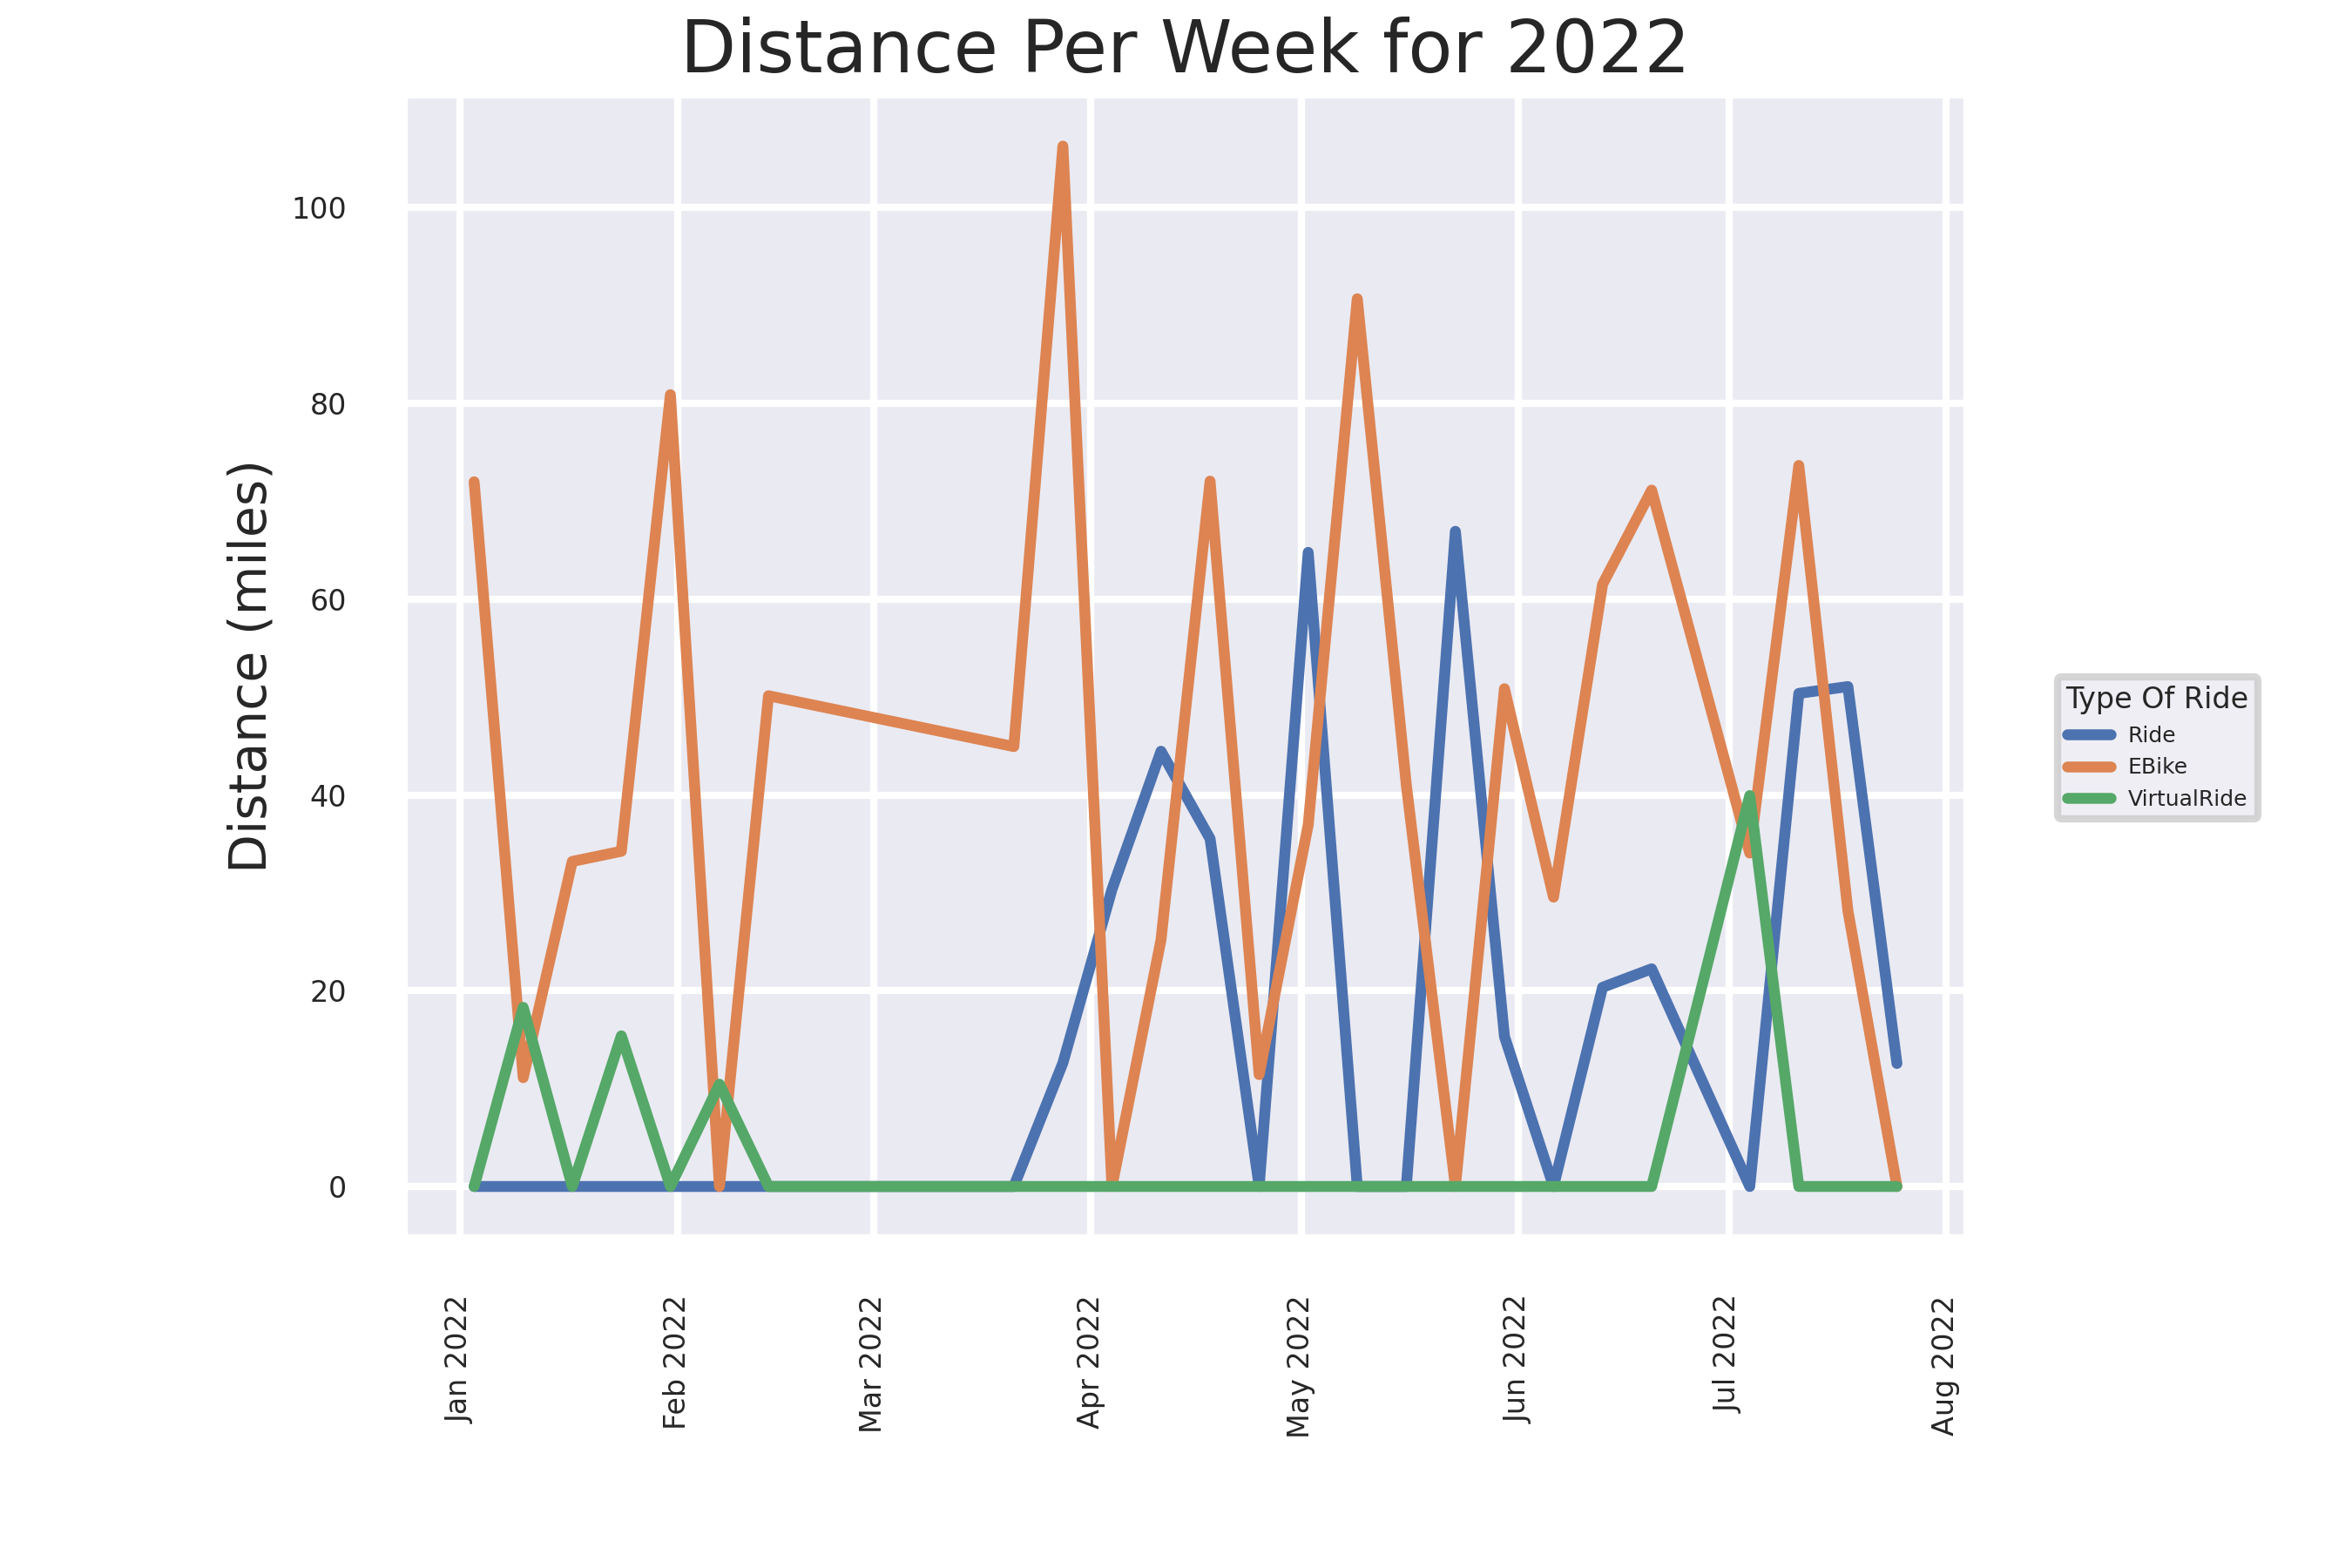 Distance Per Week for 2022
Distance (miles)
100
80
60
40
20
0
Jan 2022
Feb 2022
Mar 2022
Apr 2022
May 2022
Jun 2022
Jul 2022
Aug 2022
Type Of Ride
Ride
EBike
VirtualRide